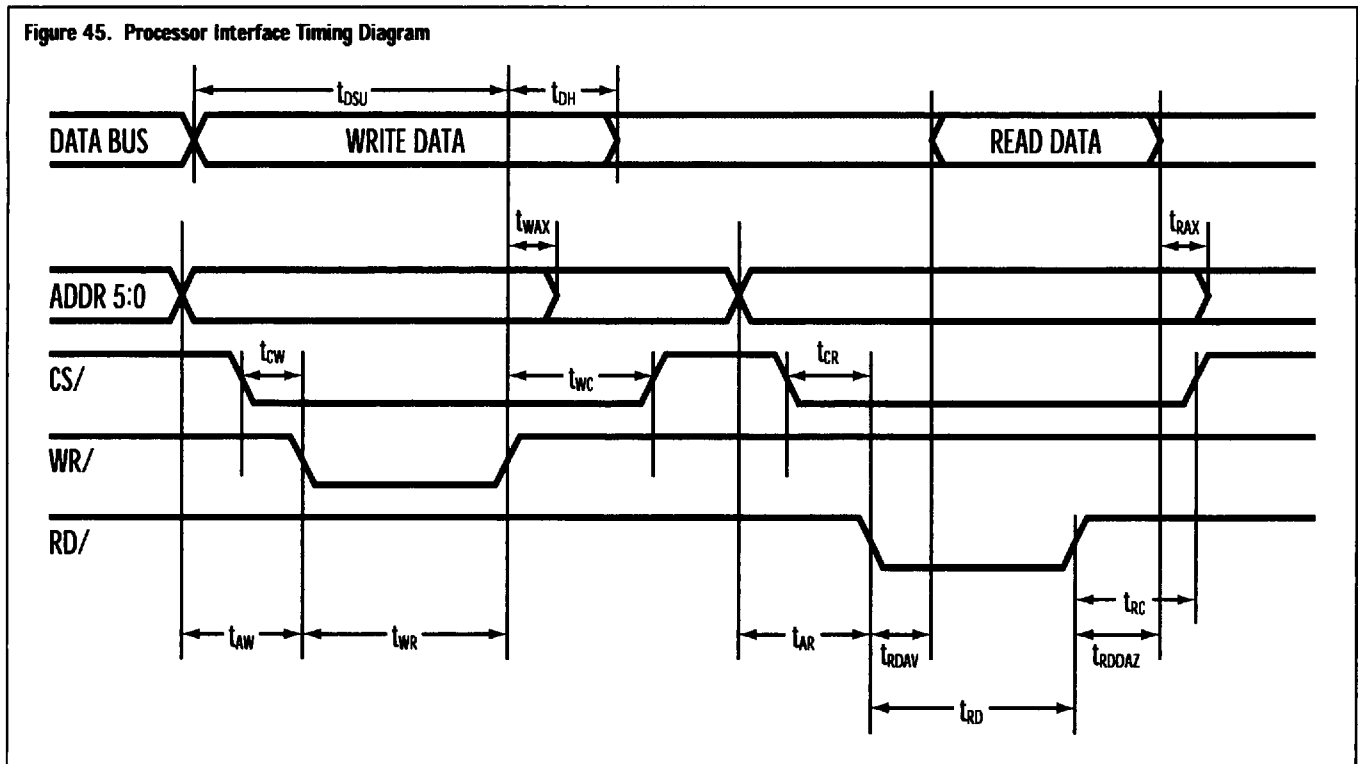 Figure 45. Processor Interface Timing Diagram
tDSU tDH
DATA BUS WRITE DATA READ DATA
tWAX tRAX
ADDR 5:0
tCW tWC tCR
CS/
WR/
RD/
tRC
tAW tWR tAR tRDAV tRDDAZ
tRD